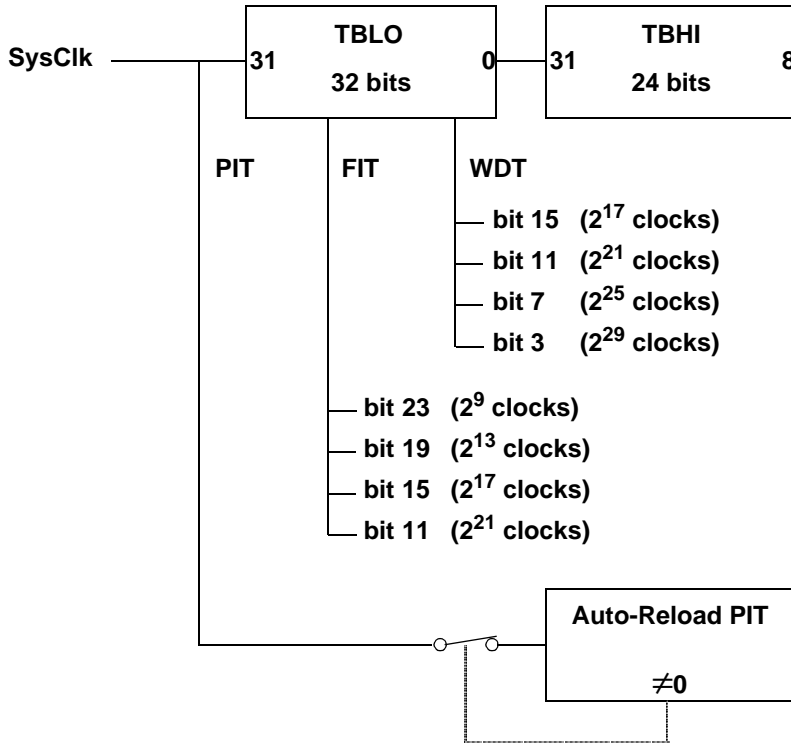 SysClk
31
TBLO
32 bits
0
31
TBHI
24 bits
8
PIT
FIT
WDT
bit 15 (2^17 clocks)
bit 11 (2^21 clocks)
bit 7 (2^25 clocks)
bit 3 (2^29 clocks)
bit 23 (2^9 clocks)
bit 19 (2^13 clocks)
bit 15 (2^17 clocks)
bit 11 (2^21 clocks)
Auto-Reload PIT
≠0